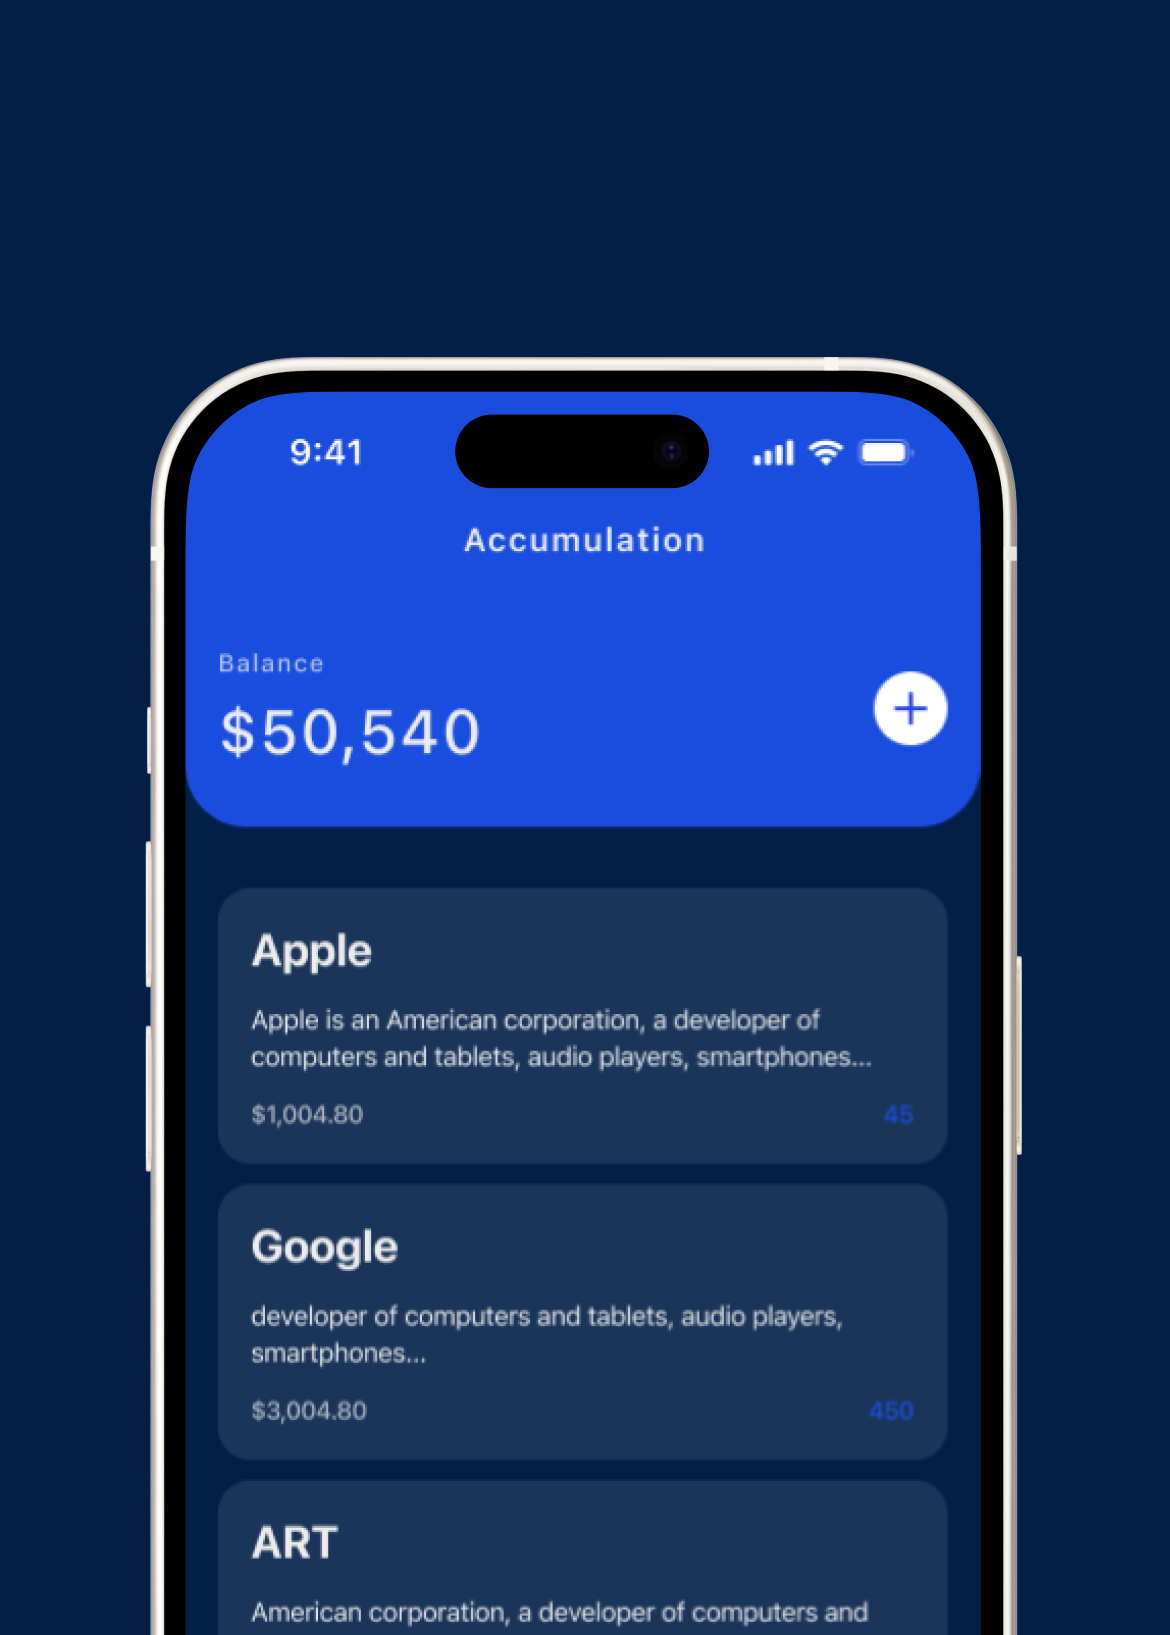 9:41
Accumulation
Balance
$50,540
Apple
Apple is an American corporation, a developer of
computers and tablets, audio players, smartphones...
$1,004.80 45
Google
developer of computers and tablets, audio players,
smartphones...
$3,004.80 450
ART
American corporation, a developer of computers and